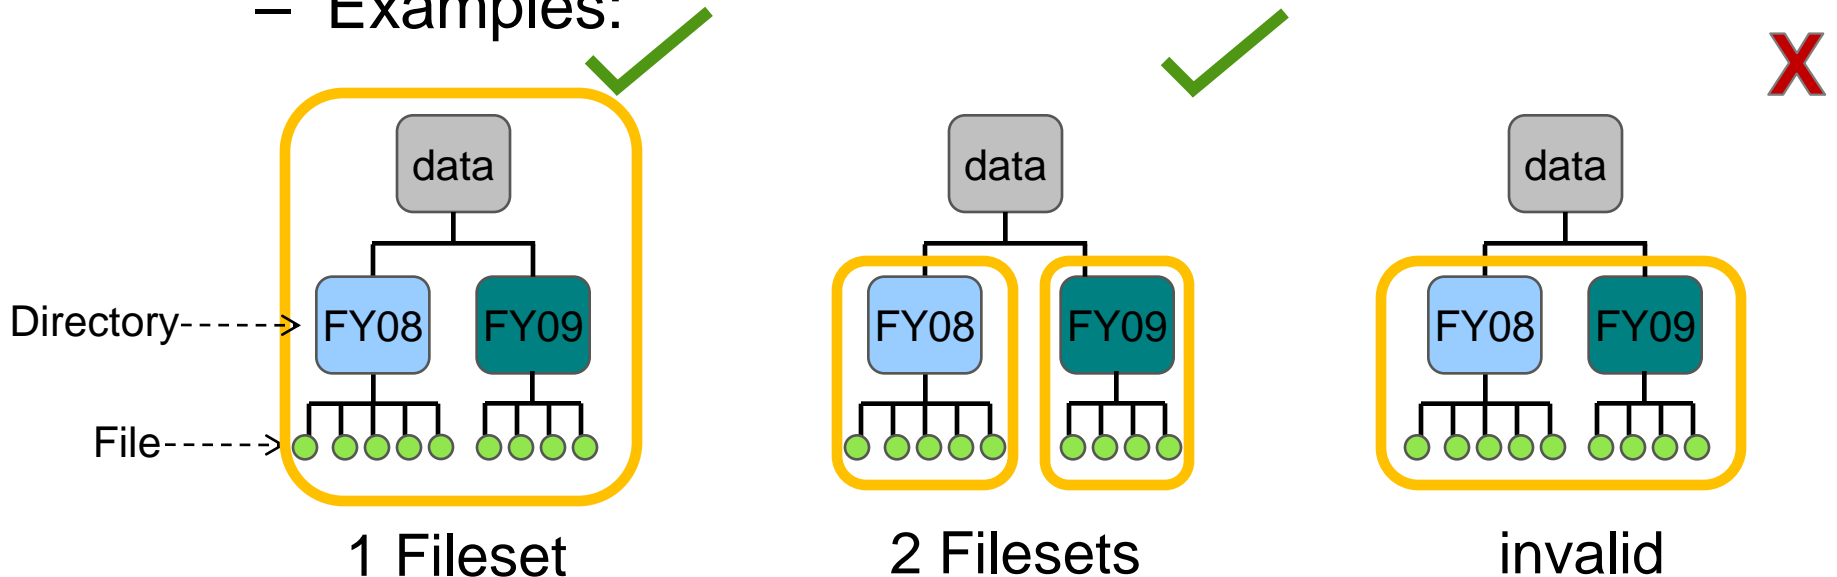 – Examples:
X
data
data
data
Directory
FY08
FY09
FY08
FY09
FY08
FY09
File
1 Fileset
2 Filesets
invalid